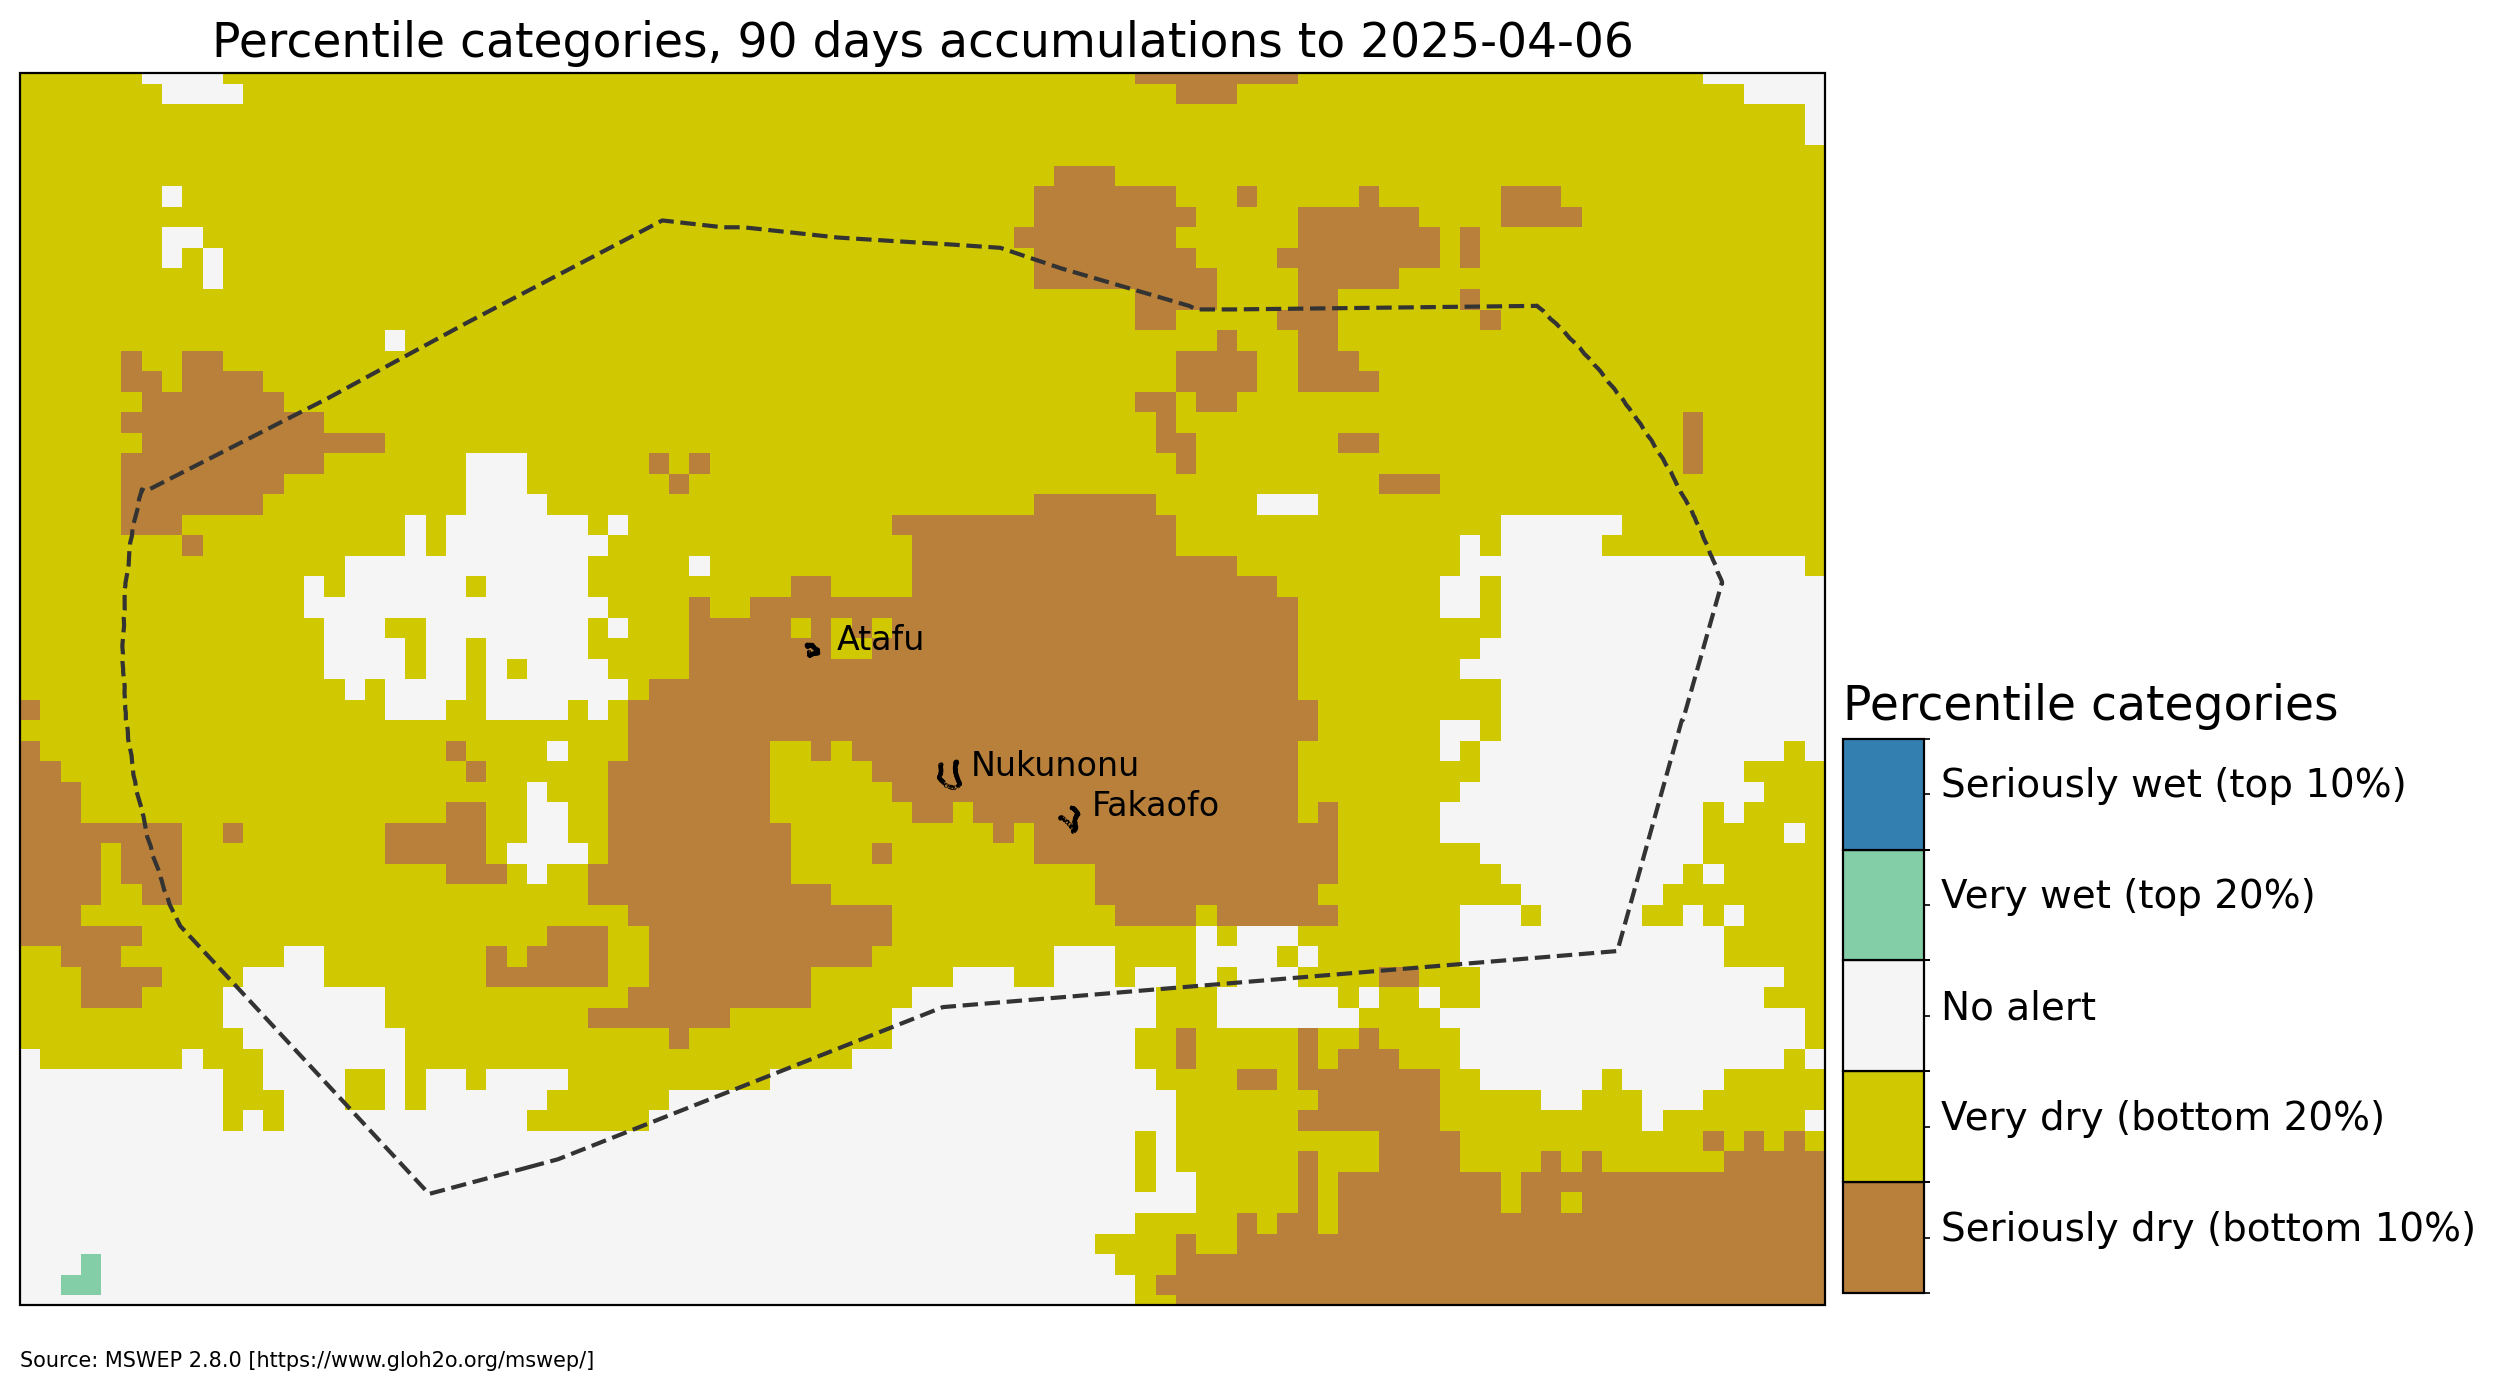 Percentile categories, 90 days accumulations to 2025-04-06
Atafu
Nukunonu
Fakaofo
Percentile categories
Seriously wet (top 10%)
Very wet (top 20%)
No alert
Very dry (bottom 20%)
Seriously dry (bottom 10%)
Source: MSWEP 2.8.0 [https://www.gloh2o.org/mswep/]